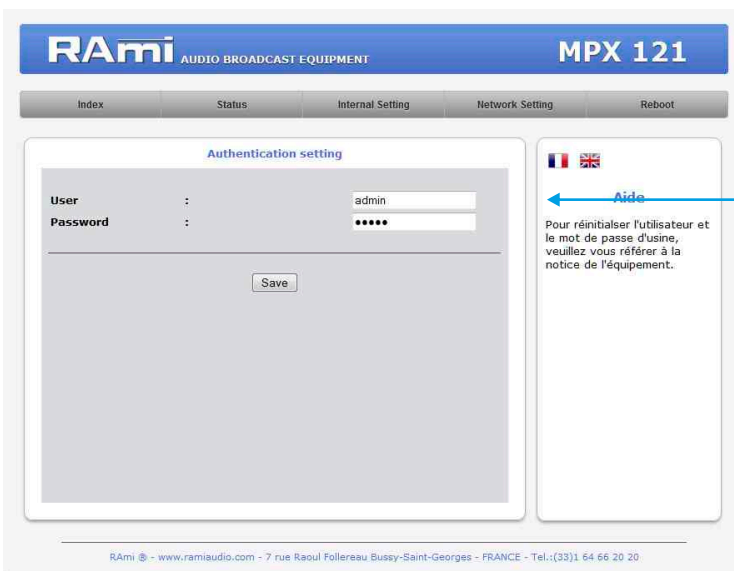 RAmi AUDIO BROADCAST EQUIPMENT MPX 121
Index Status Internal Setting Network Setting Reboot
Authentication setting
User : admin
Password : •••••
Save
Aide
Pour réinitialser l'utilisateur et
le mot de passe d'usine,
veuillez vous référer à la
notice de l'équipement.
RAmi ® - www.ramiaudio.com - 7 rue Raoul Follereau Bussy-Saint-Georges - FRANCE - Tel.:(33)1 64 66 20 20